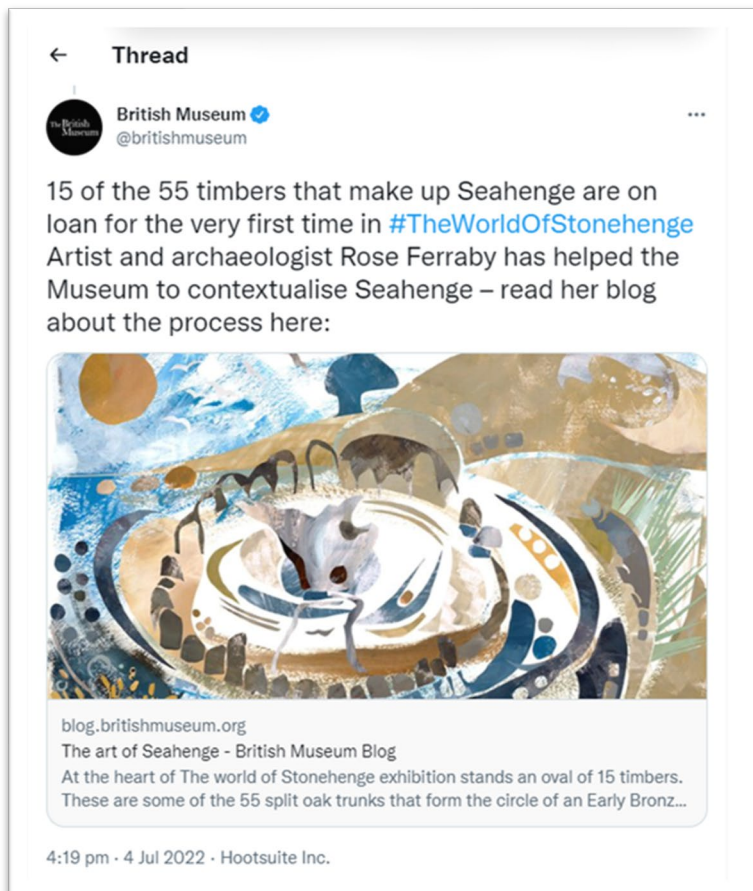 ← Thread
The British Museum
British Museum
@britishmuseum
15 of the 55 timbers that make up Seahenge are on
loan for the very first time in #TheWorldOfStonehenge
Artist and archaeologist Rose Ferraby has helped the
Museum to contextualise Seahenge – read her blog
about the process here:
blog.britishmuseum.org
The art of Seahenge - British Museum Blog
At the heart of The world of Stonehenge exhibition stands an oval of 15 timbers.
These are some of the 55 split oak trunks that form the circle of an Early Bronz...
4:19 pm · 4 Jul 2022 · Hootsuite Inc.